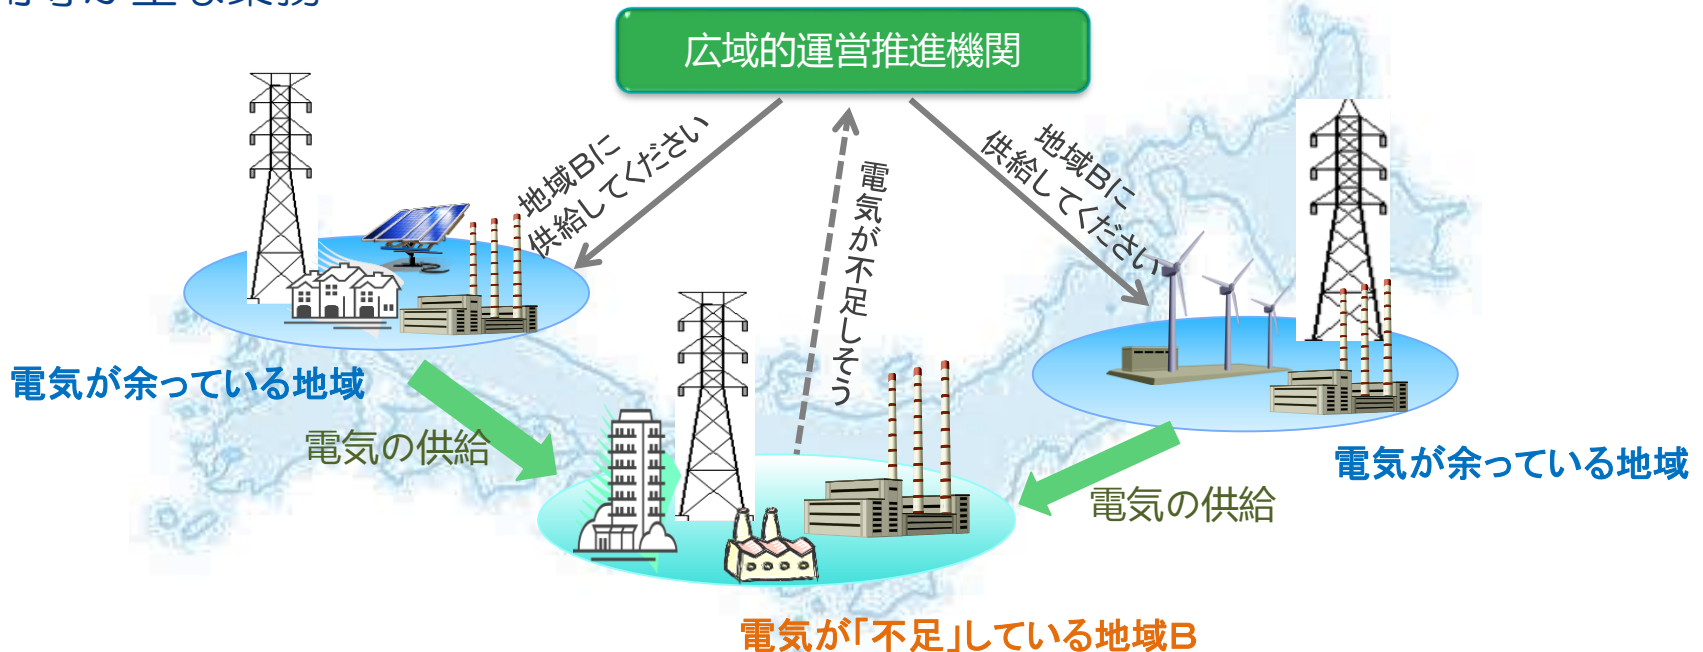 な業務
広域的運営推進機関
地域Bに
供給してください
電気が不足しそう
地域Bに
供給してください
電気が余っている地域
電気の供給
電気が余っている地域
電気の供給
電気が「不足」している地域B